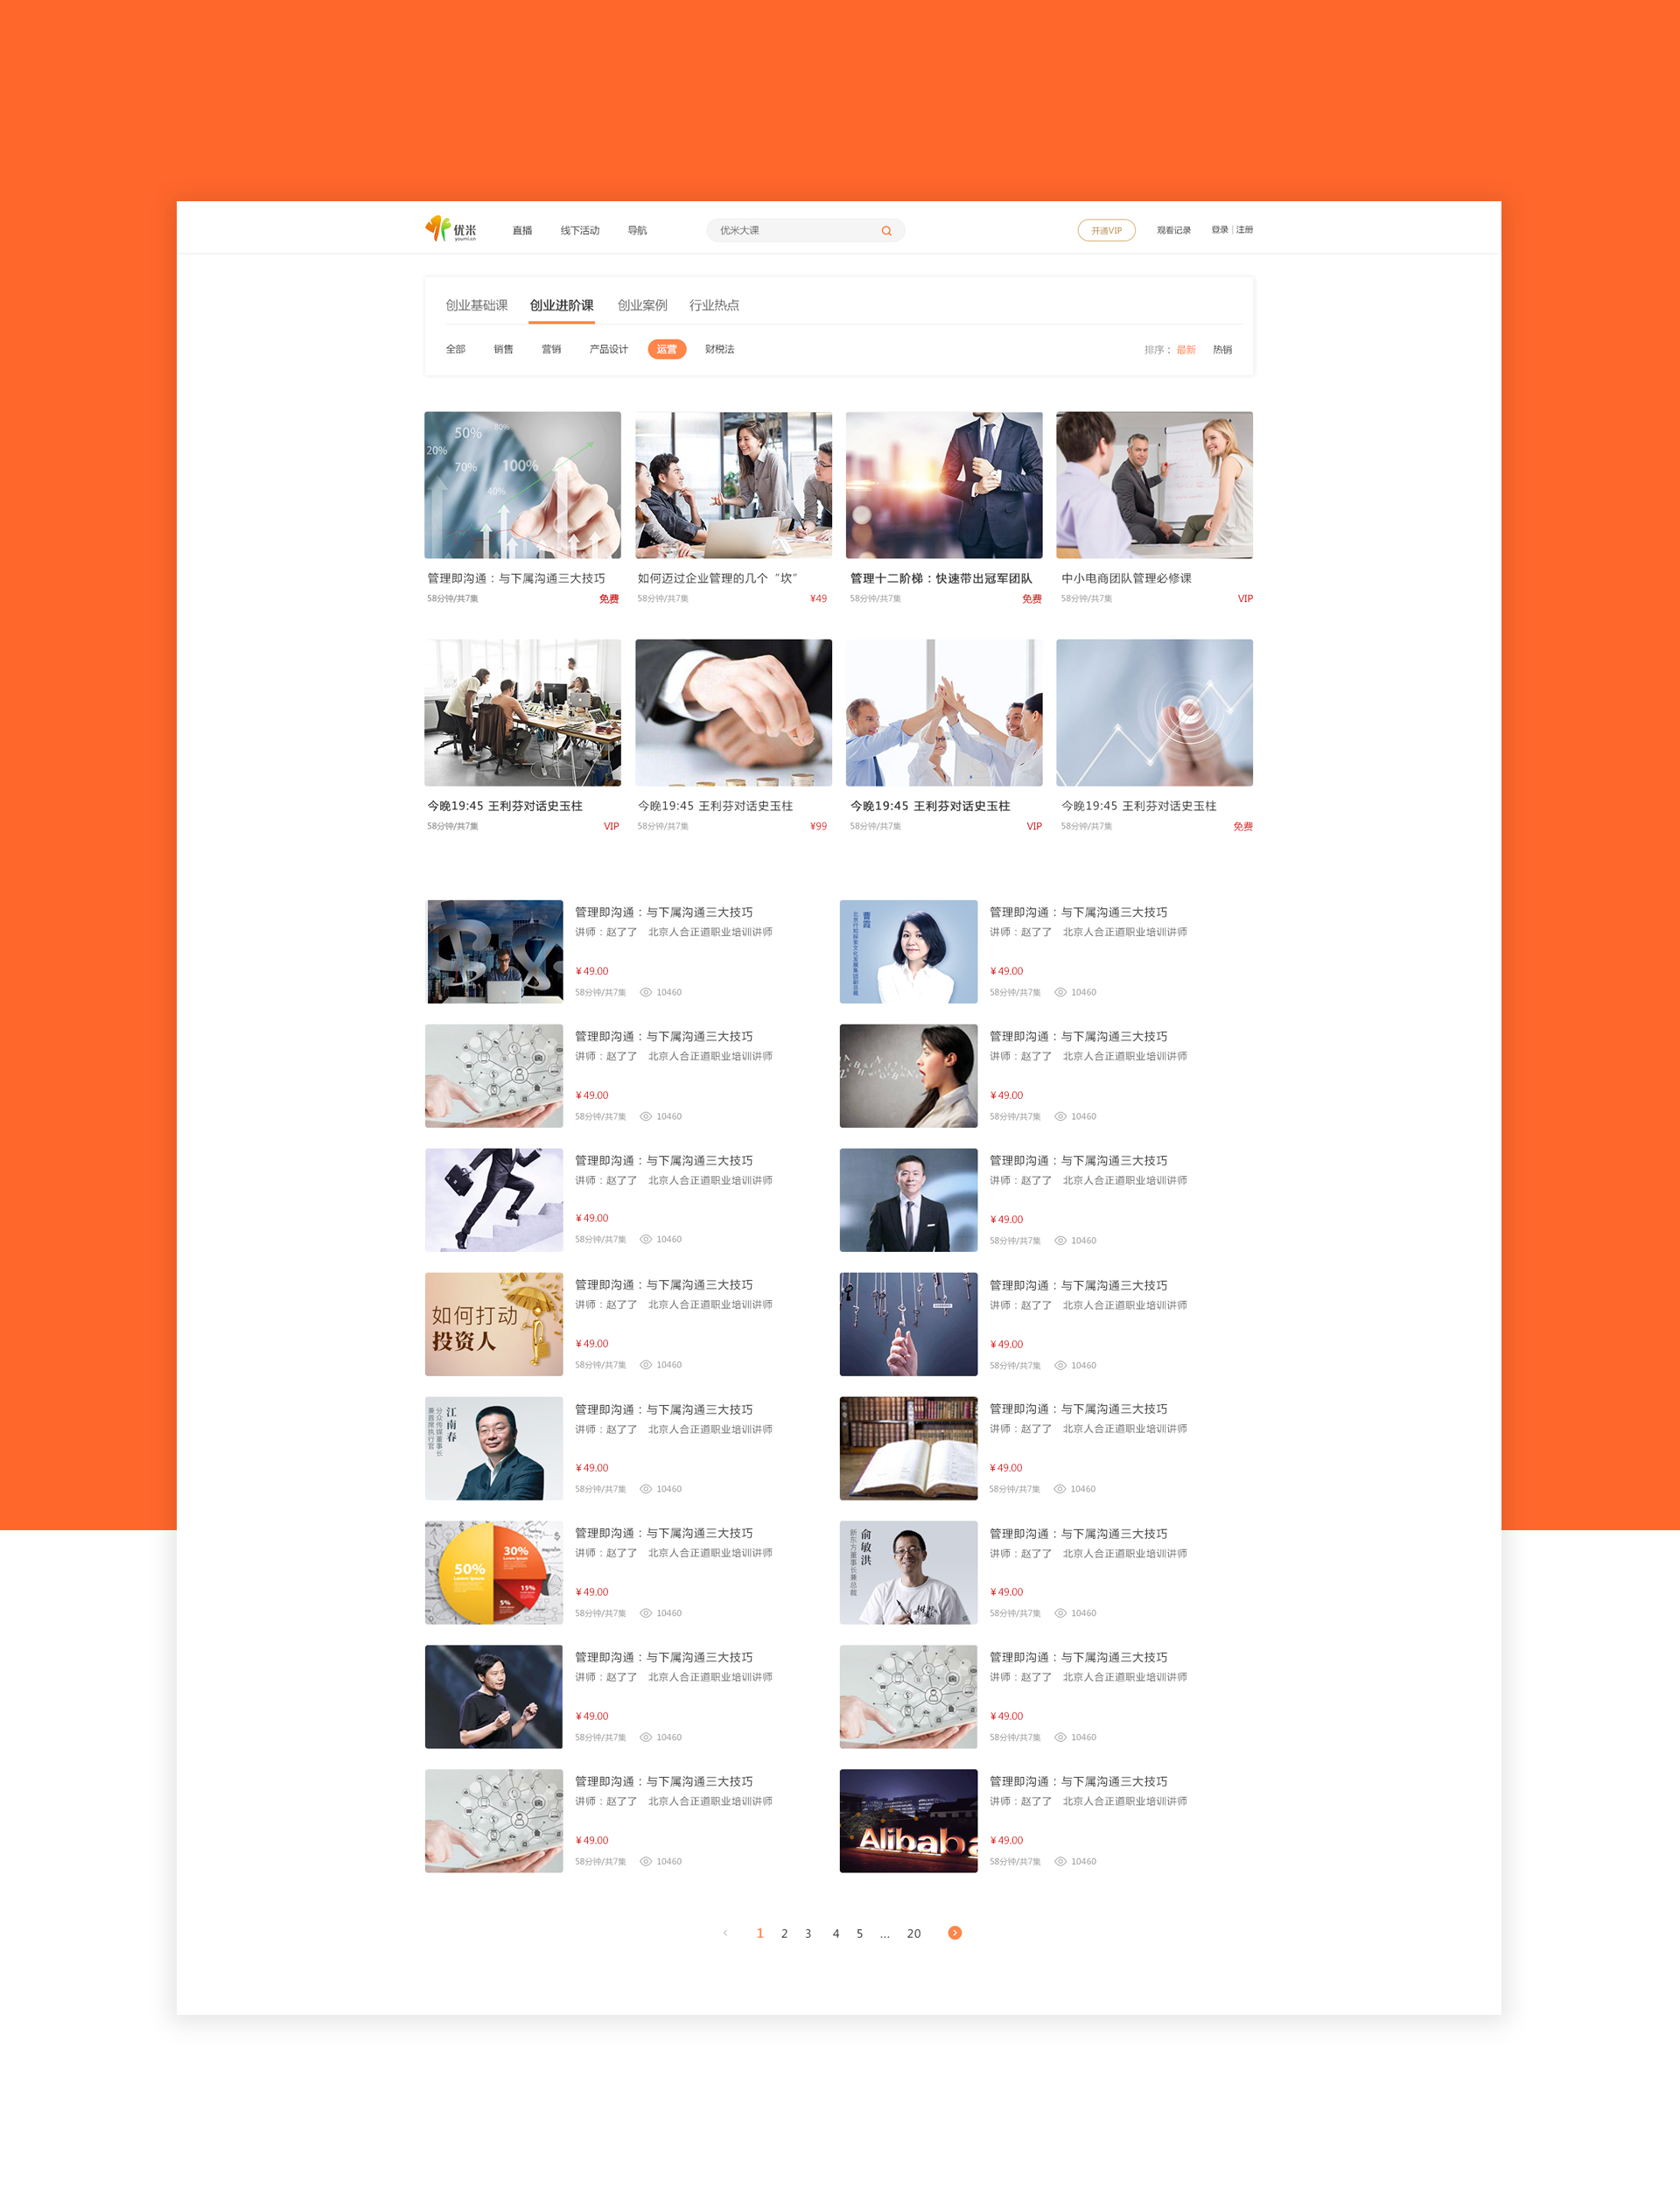 优米
youmi.cn
直播 线下活动 导航
优米大课
开通VIP 观看记录 登录 | 注册
创业基础课 创业进阶课 创业案例 行业热点
全部 销售 营销 产品设计 运营 财税法
排序： 最新 热销
50% 80%
20%
70% 100%
40%
管理即沟通：与下属沟通三大技巧
58分钟/共7集 免费
如何迈过企业管理的几个“坎”
58分钟/共7集 ¥49
管理十二阶梯：快速带出冠军团队
58分钟/共7集 免费
中小电商团队管理必修课
58分钟/共7集 VIP
今晚19:45 王利芬对话史玉柱
58分钟/共7集 VIP
今晚19:45 王利芬对话史玉柱
58分钟/共7集 ¥99
今晚19:45 王利芬对话史玉柱
58分钟/共7集 VIP
今晚19:45 王利芬对话史玉柱
58分钟/共7集 免费
管理即沟通：与下属沟通三大技巧
讲师：赵了了 北京人合正道职业培训讲师
¥49.00
58分钟/共7集 10460
曹霞
管理即沟通：与下属沟通三大技巧
讲师：赵了了 北京人合正道职业培训讲师
¥49.00
58分钟/共7集 10460
管理即沟通：与下属沟通三大技巧
讲师：赵了了 北京人合正道职业培训讲师
¥49.00
58分钟/共7集 10460
管理即沟通：与下属沟通三大技巧
讲师：赵了了 北京人合正道职业培训讲师
¥49.00
58分钟/共7集 10460
管理即沟通：与下属沟通三大技巧
讲师：赵了了 北京人合正道职业培训讲师
¥49.00
58分钟/共7集 10460
管理即沟通：与下属沟通三大技巧
讲师：赵了了 北京人合正道职业培训讲师
¥49.00
58分钟/共7集 10460
如何打动
投资人
管理即沟通：与下属沟通三大技巧
讲师：赵了了 北京人合正道职业培训讲师
¥49.00
58分钟/共7集 10460
管理即沟通：与下属沟通三大技巧
讲师：赵了了 北京人合正道职业培训讲师
¥49.00
58分钟/共7集 10460
江南春
分众传媒董事长
兼首席执行官
管理即沟通：与下属沟通三大技巧
讲师：赵了了 北京人合正道职业培训讲师
¥49.00
58分钟/共7集 10460
管理即沟通：与下属沟通三大技巧
讲师：赵了了 北京人合正道职业培训讲师
¥49.00
58分钟/共7集 10460
50%
30%
15%
5%
管理即沟通：与下属沟通三大技巧
讲师：赵了了 北京人合正道职业培训讲师
¥49.00
58分钟/共7集 10460
俞敏洪
新东方董事长兼总裁
管理即沟通：与下属沟通三大技巧
讲师：赵了了 北京人合正道职业培训讲师
¥49.00
58分钟/共7集 10460
管理即沟通：与下属沟通三大技巧
讲师：赵了了 北京人合正道职业培训讲师
¥49.00
58分钟/共7集 10460
管理即沟通：与下属沟通三大技巧
讲师：赵了了 北京人合正道职业培训讲师
¥49.00
58分钟/共7集 10460
管理即沟通：与下属沟通三大技巧
讲师：赵了了 北京人合正道职业培训讲师
¥49.00
58分钟/共7集 10460
Alibaba
管理即沟通：与下属沟通三大技巧
讲师：赵了了 北京人合正道职业培训讲师
¥49.00
58分钟/共7集 10460
< 1 2 3 4 5 ... 20 >